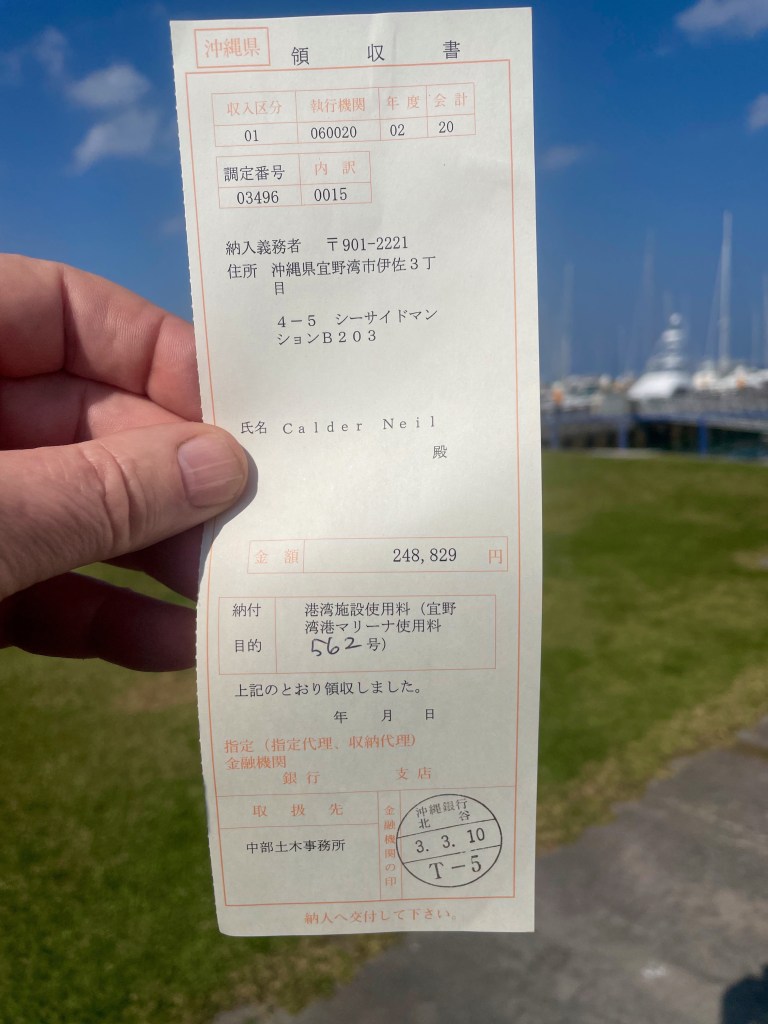 沖縄県 領収書
収入区分 執行機関 年度 会計
01 060020 02 20
調定番号 内訳
03496 0015
納入義務者 〒901-2221
住所 沖縄県宜野湾市伊佐3丁
目
4-5 シーサイドマン
ションB203
氏名 Calder Neil
殿
金額 248,829 円
納付 港湾施設使用料(宜野
湾港マリーナ使用料
目的 562号)
上記のとおり領収しました。
年 月 日
指定(指定代理、収納代理)
金融機関
銀行 支店
取扱先
中部土木事務所
金融機関の印
沖縄銀行
北谷
3.3.10
T-5
納人へ交付して下さい。